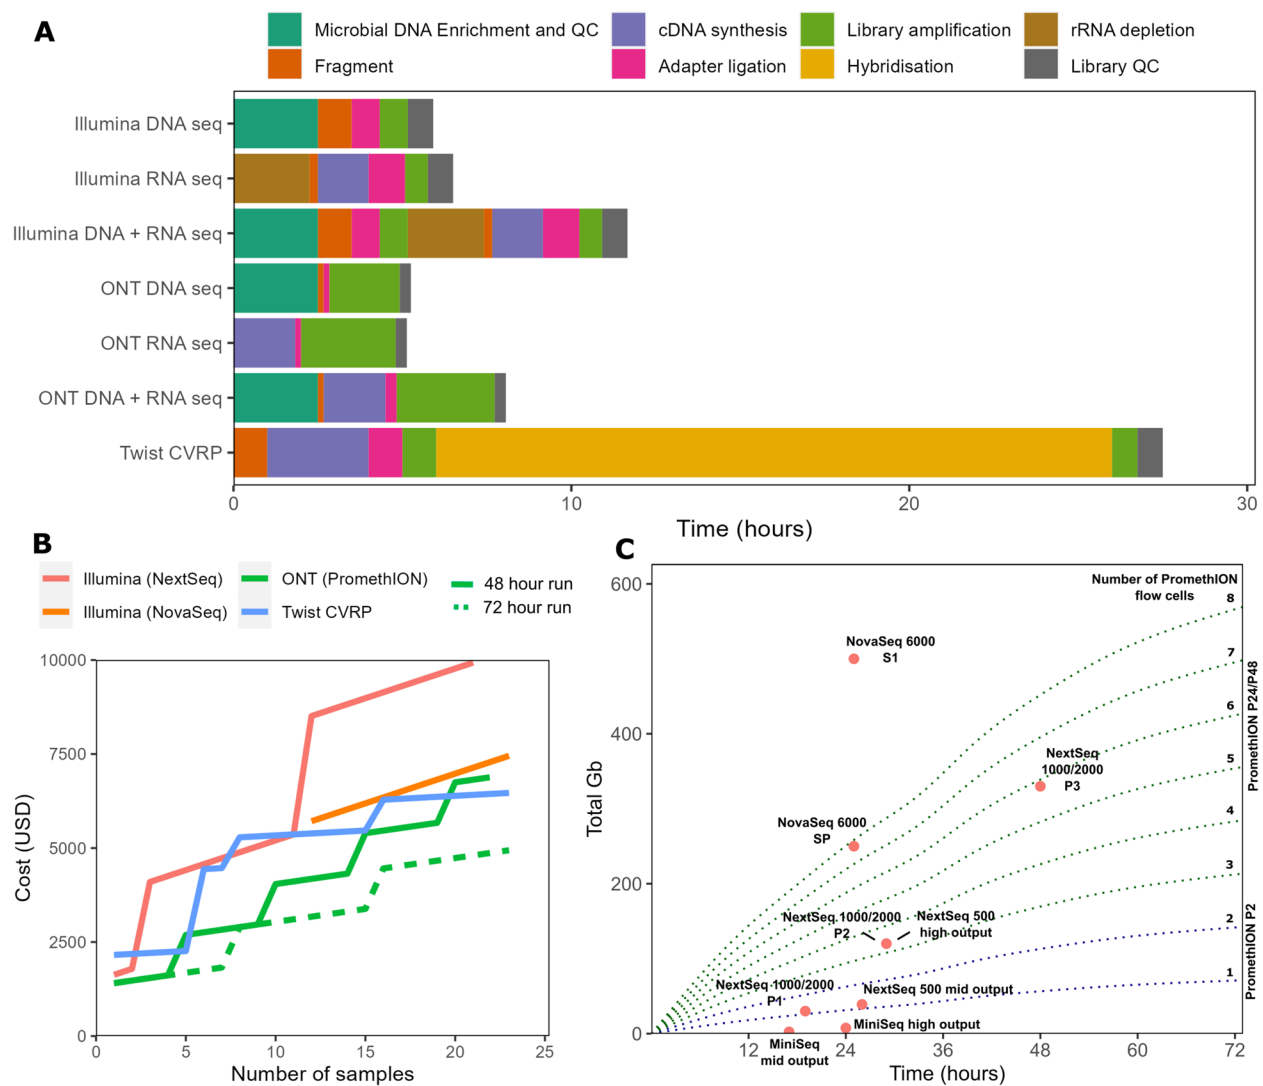 A
Microbial DNA Enrichment and QC
cDNA synthesis
Library amplification
rRNA depletion
Fragment
Adapter ligation
Hybridisation
Library QC
Illumina DNA seq
Illumina RNA seq
Illumina DNA + RNA seq
ONT DNA seq
ONT RNA seq
ONT DNA + RNA seq
Twist CVRP
0
10
20
30
Time (hours)
B
Illumina (NextSeq)
ONT (PromethION)
48 hour run
Illumina (NovaSeq)
Twist CVRP
72 hour run
10000
7500
5000
2500
0
Cost (USD)
0
5
10
15
20
25
Number of samples
C
600
400
200
0
Total Gb
Number of PromethION
flow cells
8
7
6
5
4
3
2
1
PromethION P24/P48
PromethION P2
NovaSeq 6000
S1
NextSeq
1000/2000
P3
NovaSeq 6000
SP
NextSeq 1000/2000
P2
NextSeq 500
high output
NextSeq 1000/2000
P1
NextSeq 500 mid output
MiniSeq high output
MiniSeq
mid output
12
24
36
48
60
72
Time (hours)